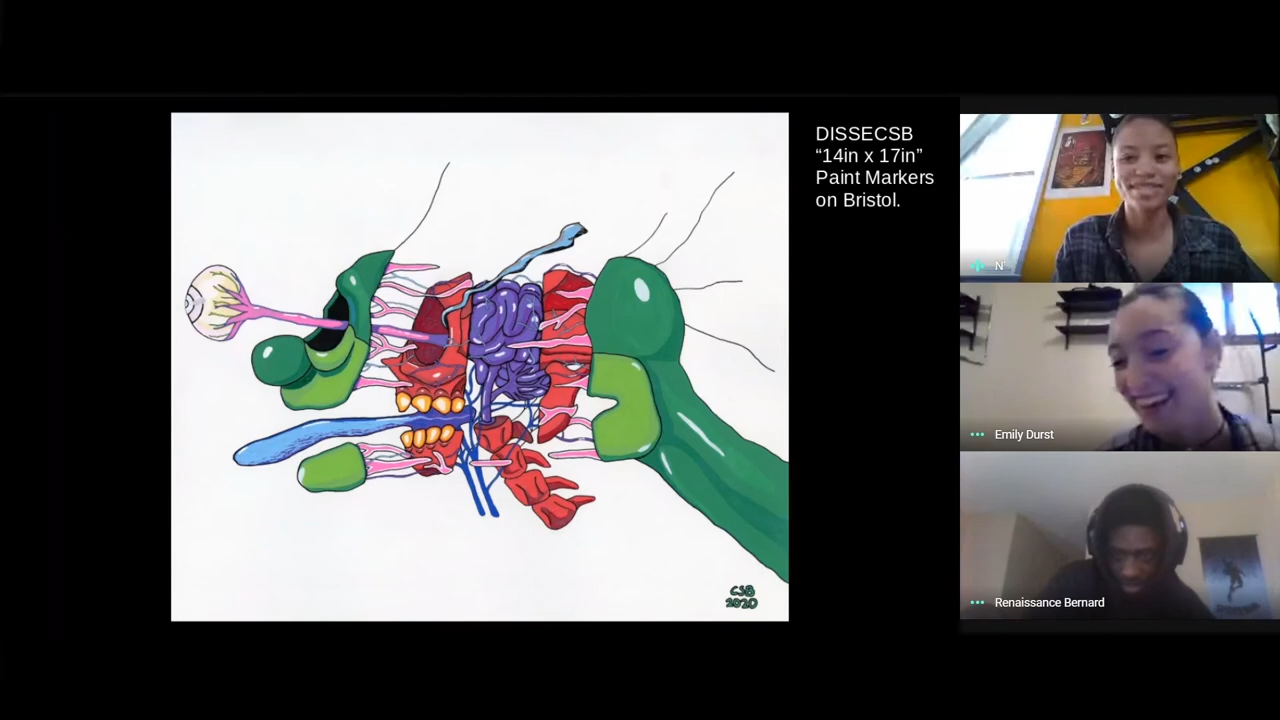 DISSECSB
“14in x 17in”
Paint Markers
on Bristol.
CSB
2020
N'
Emily Durst
Renaissance Bernard